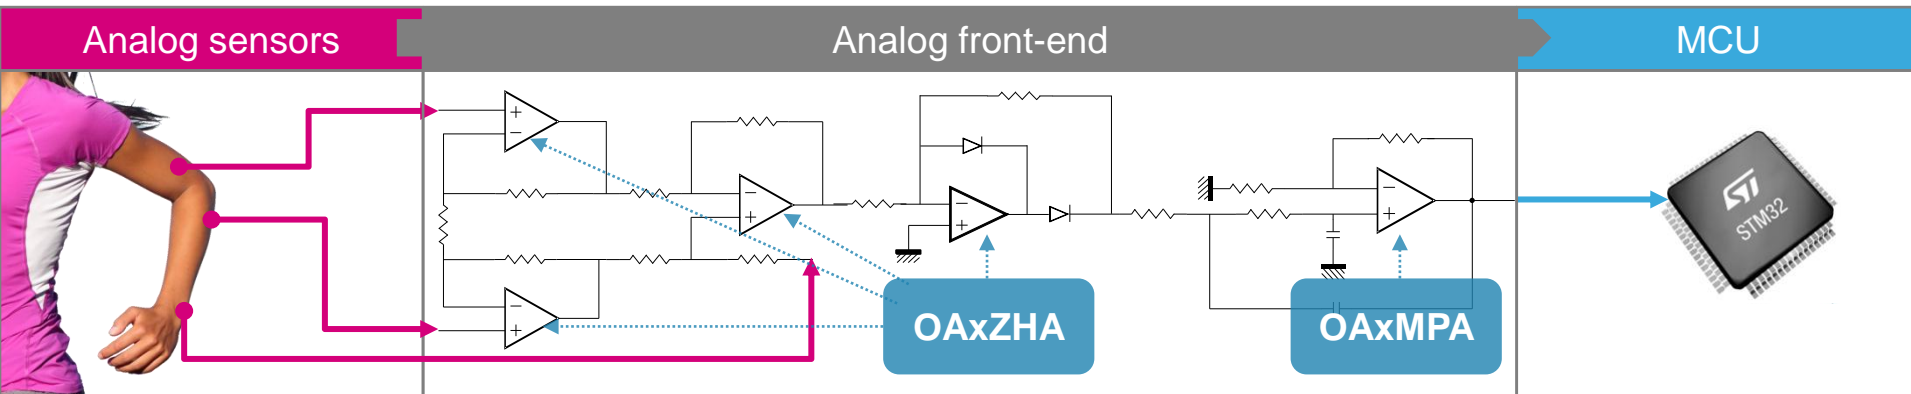 Analog sensors
Analog front-end
MCU
OAxZHA
OAxMPA
STM32